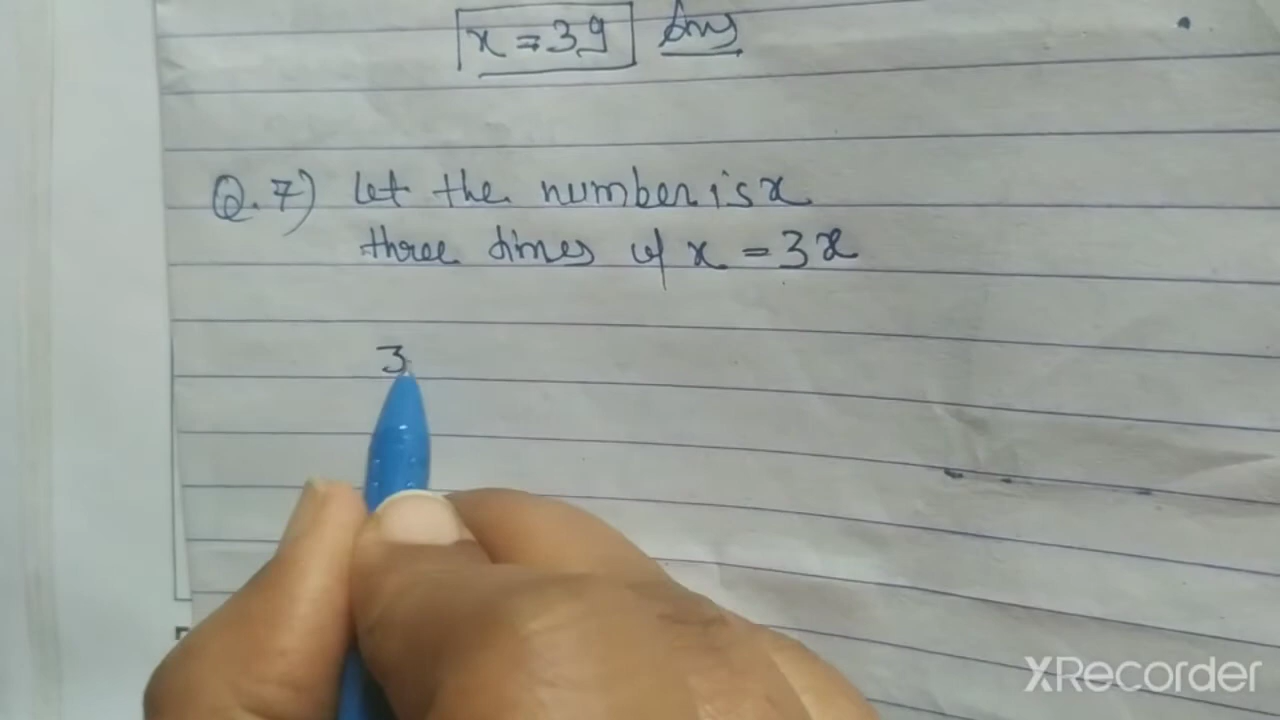 x = 39 Ans
Q.7) Let the number is x
three times of x = 3x
3
XRecorder